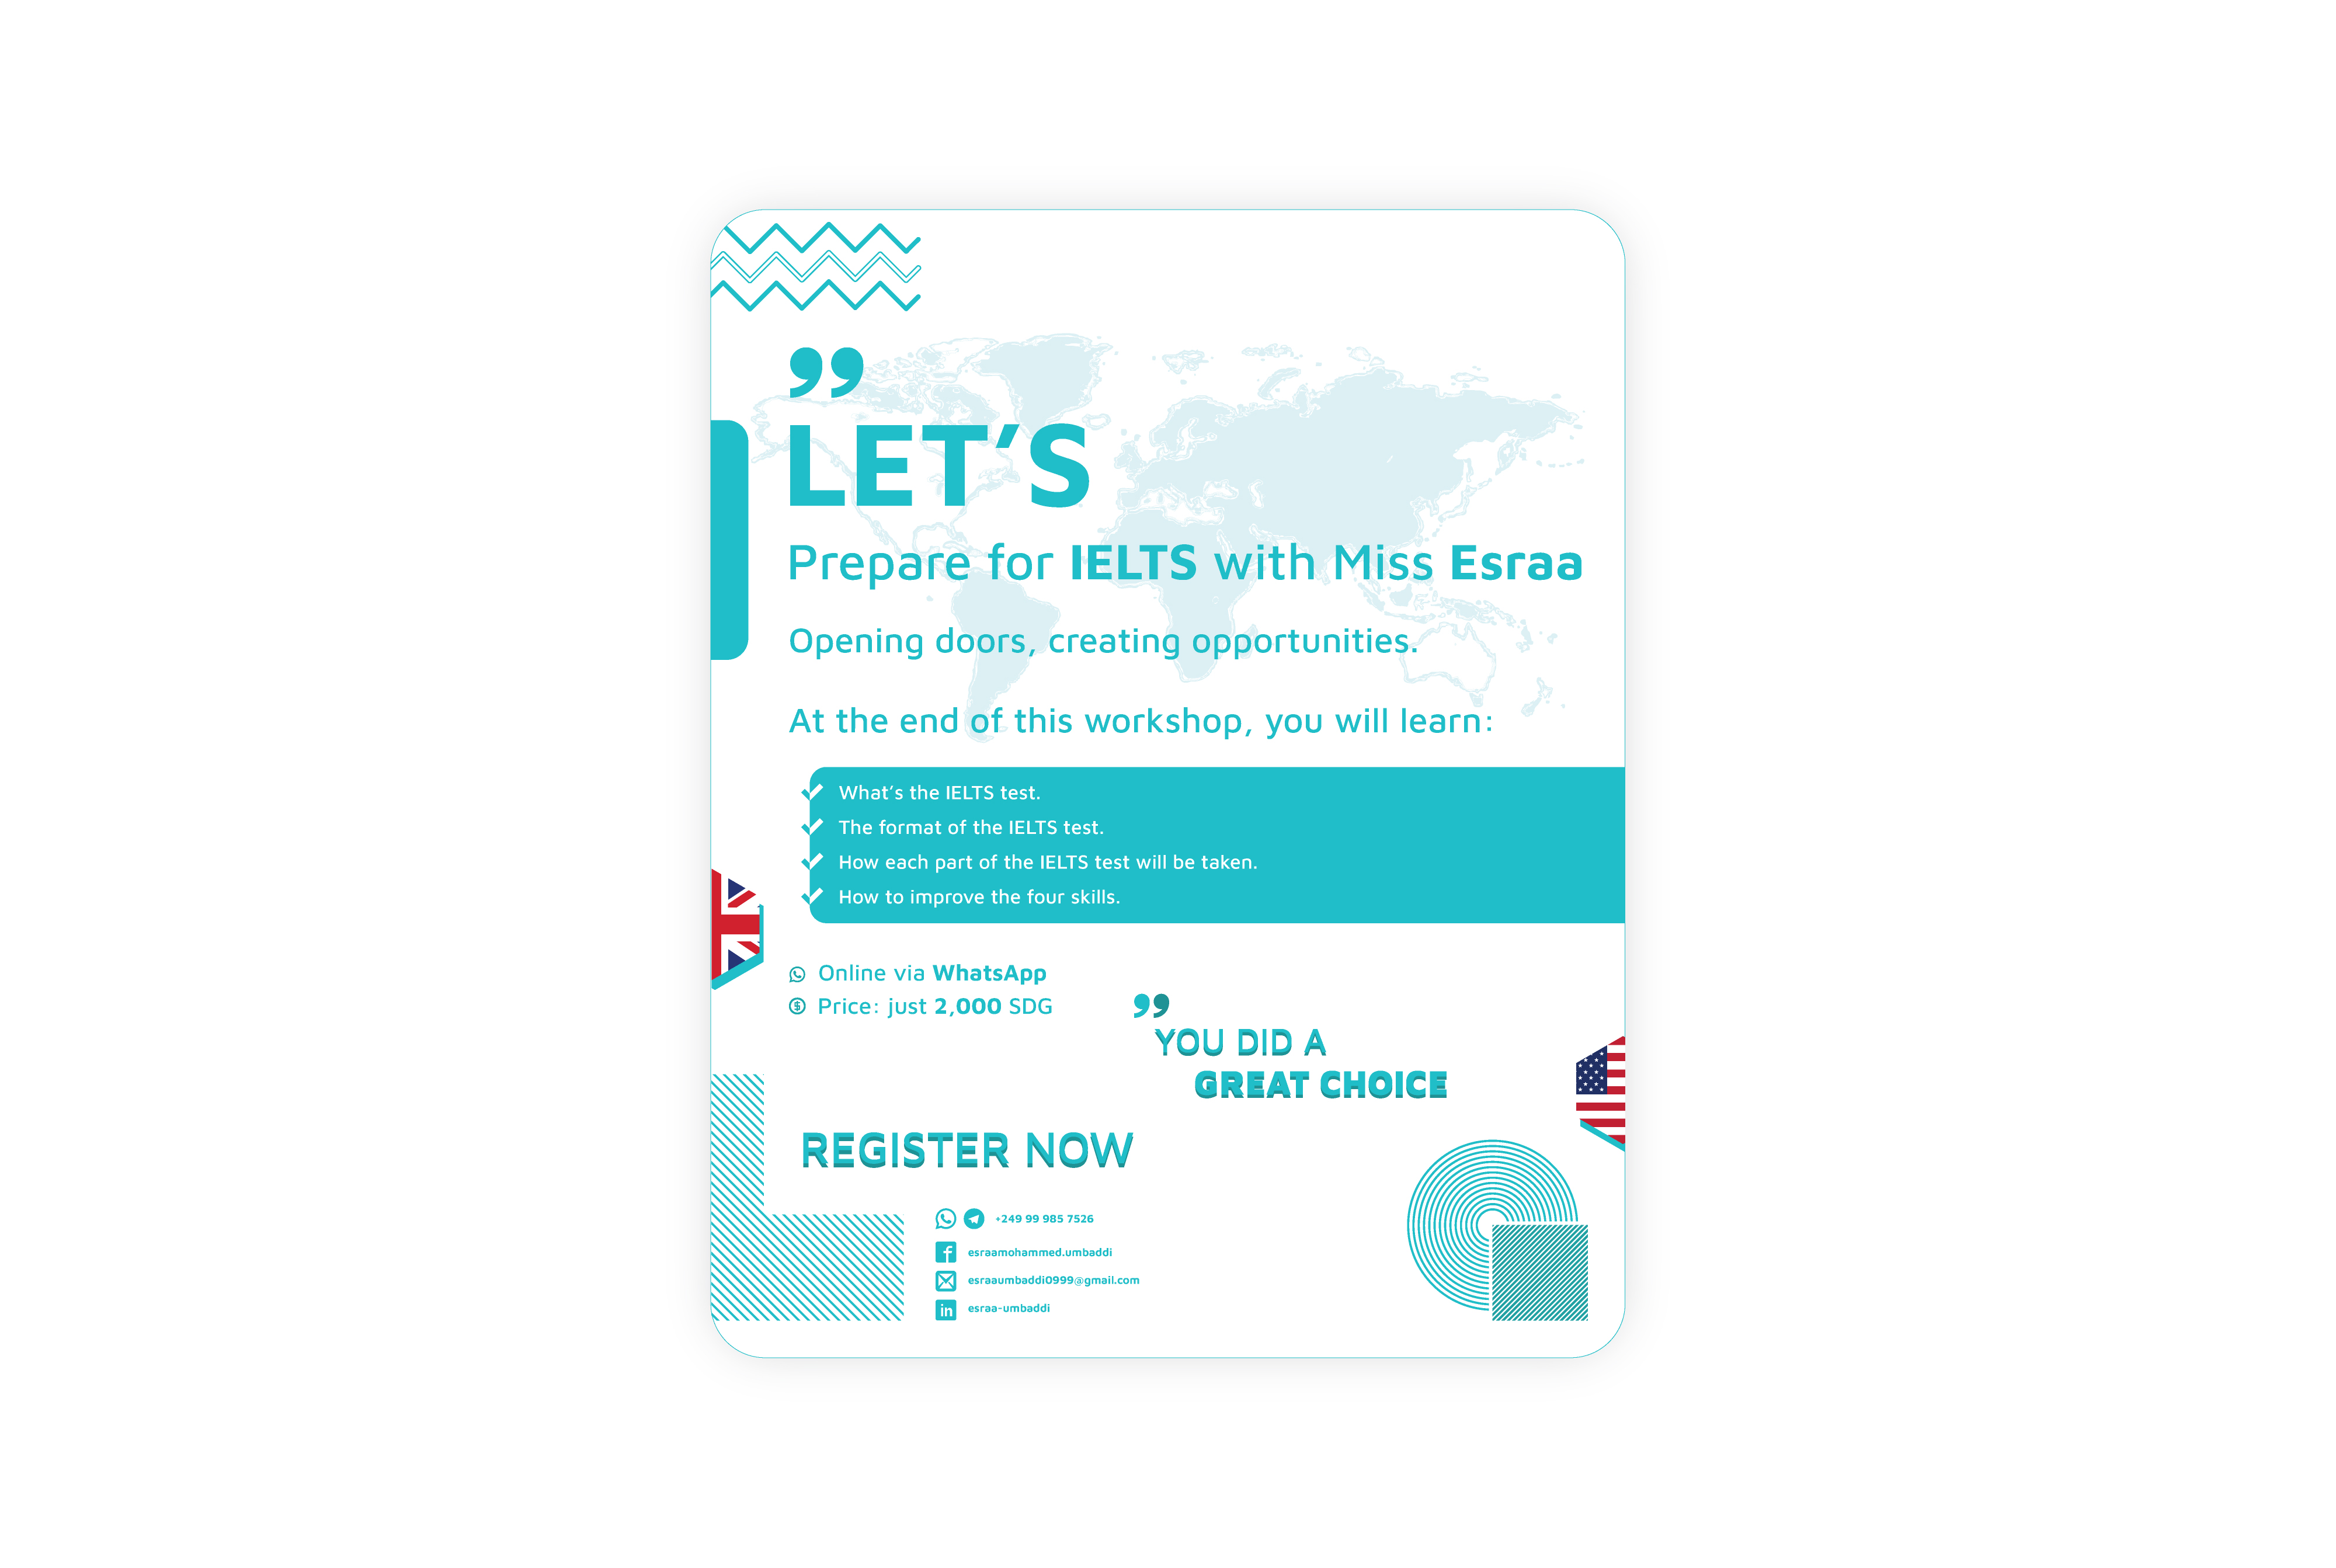 ”
LET’S
Prepare for IELTS with Miss Esraa
Opening doors, creating opportunities.
At the end of this workshop, you will learn:
What’s the IELTS test.
The format of the IELTS test.
How each part of the IELTS test will be taken.
How to improve the four skills.
Online via WhatsApp
Price: just 2,000 SDG
”
YOU DID A
GREAT CHOICE
REGISTER NOW
+249 99 985 7526
esraamohammed.umbaddi
esraaumbaddi0999@gmail.com
esraa-umbaddi